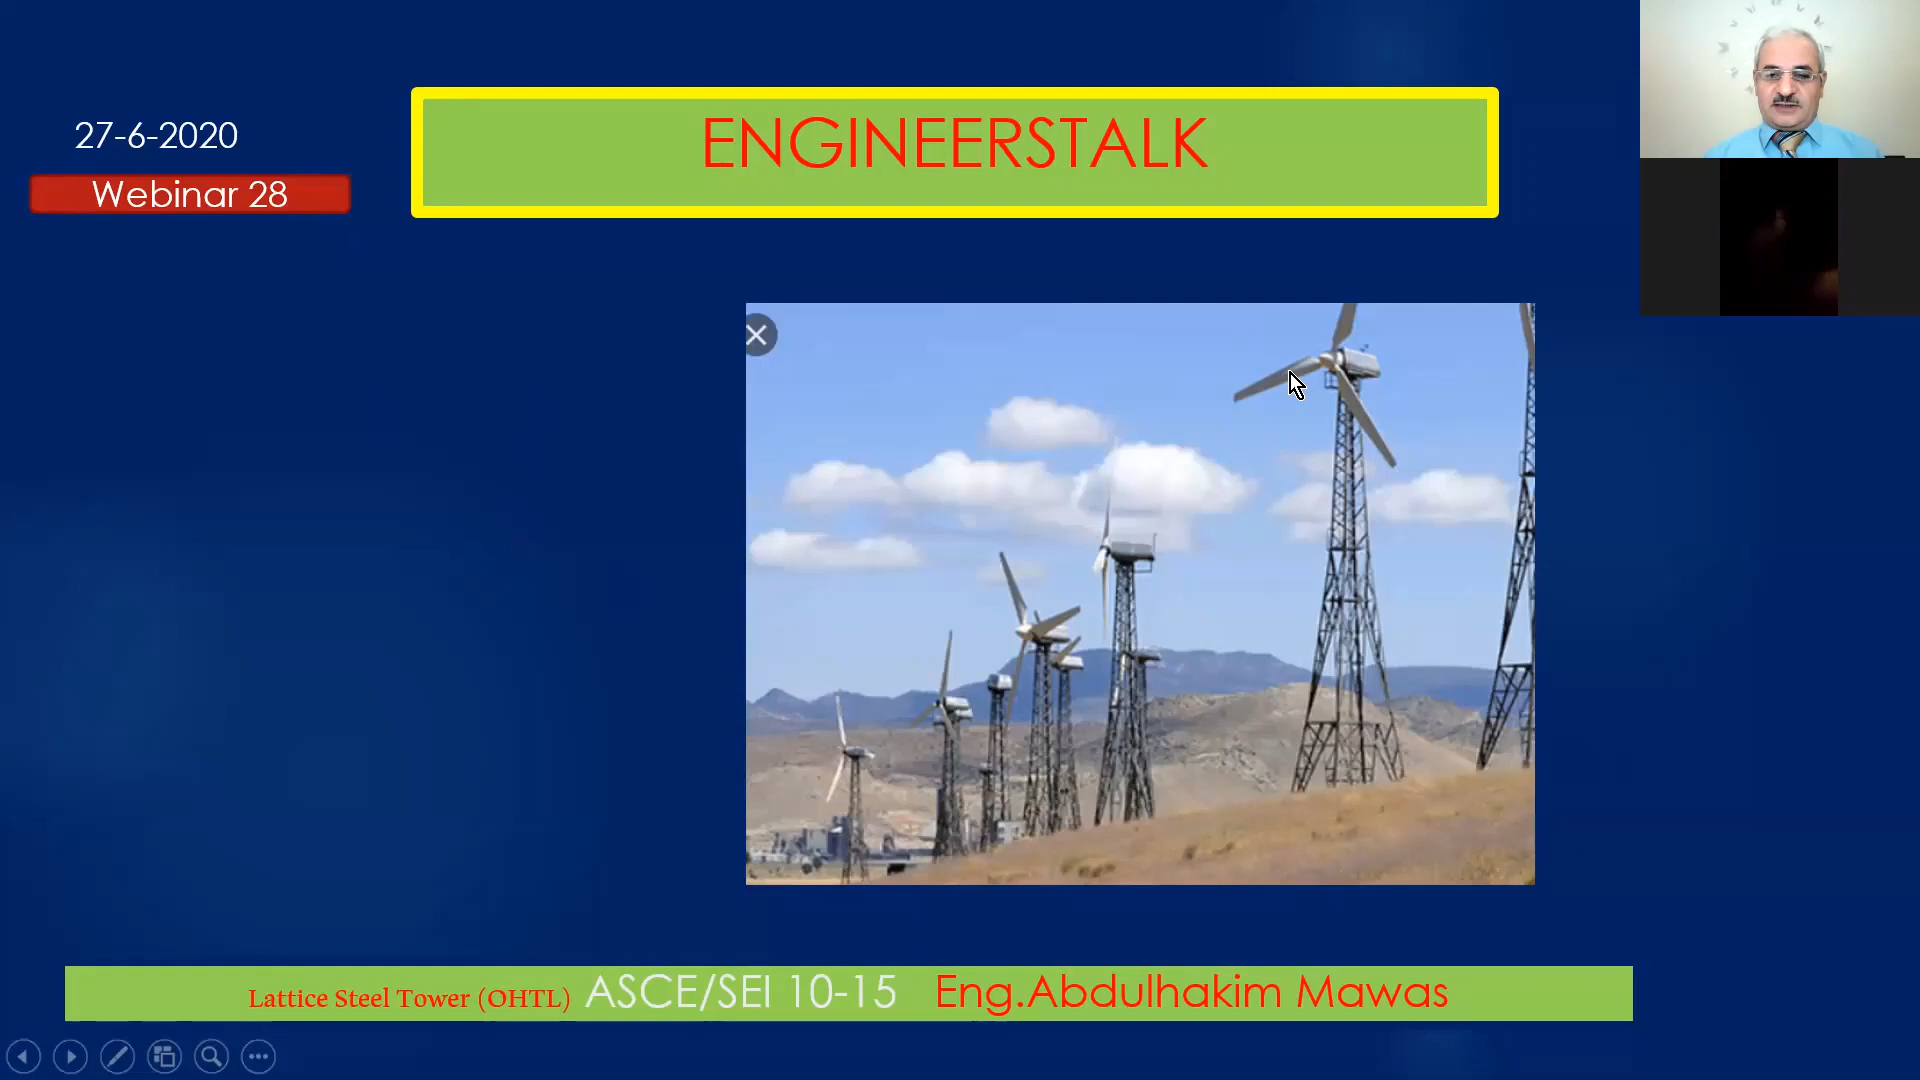 27-6-2020
Webinar 28
ENGINEERSTALK
Lattice Steel Tower (OHTL) ASCE/SEI 10-15 Eng.Abdulhakim Mawas